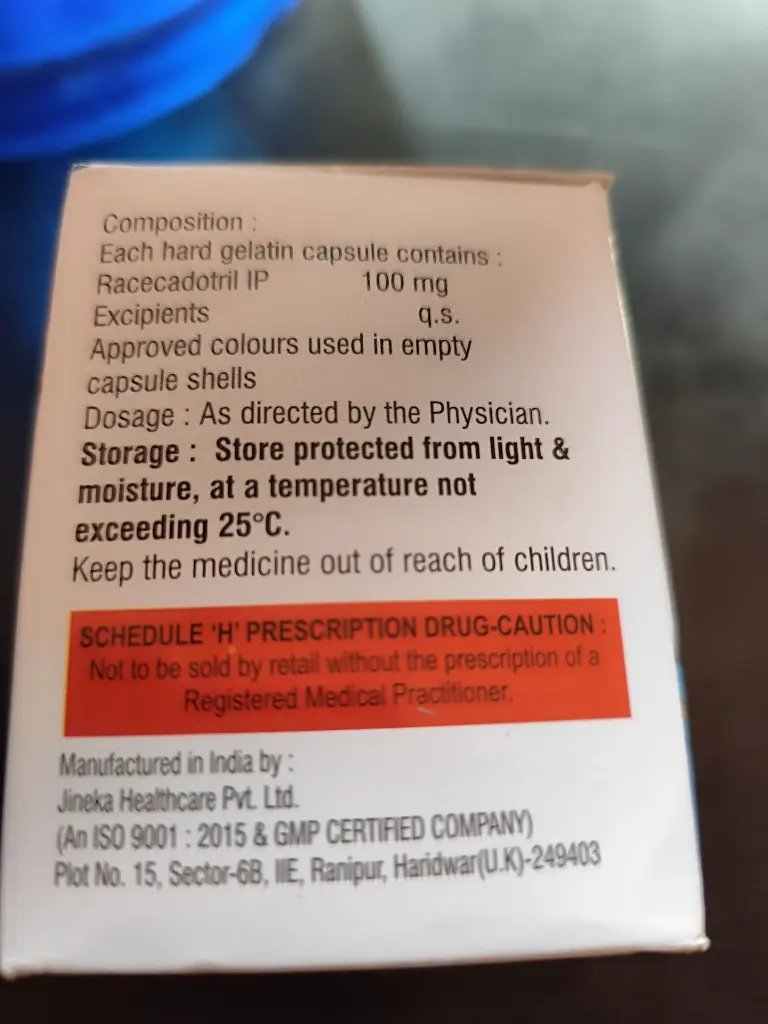 Composition :
Each hard gelatin capsule contains :
Racecadotril IP 100 mg
Excipients q.s.
Approved colours used in empty
capsule shells
Dosage : As directed by the Physician.
Storage : Store protected from light &
moisture, at a temperature not
exceeding 25°C.
Keep the medicine out of reach of children.
SCHEDULE 'H' PRESCRIPTION DRUG-CAUTION :
Not to be sold by retail without the prescription of a
Registered Medical Practitioner.
Manufactured in India by :
Jineka Healthcare Pvt. Ltd.
(An ISO 9001 : 2015 & GMP CERTIFIED COMPANY)
Plot No. 15, Sector-6B, IIE, Ranipur, Haridwar(U.K)-249403